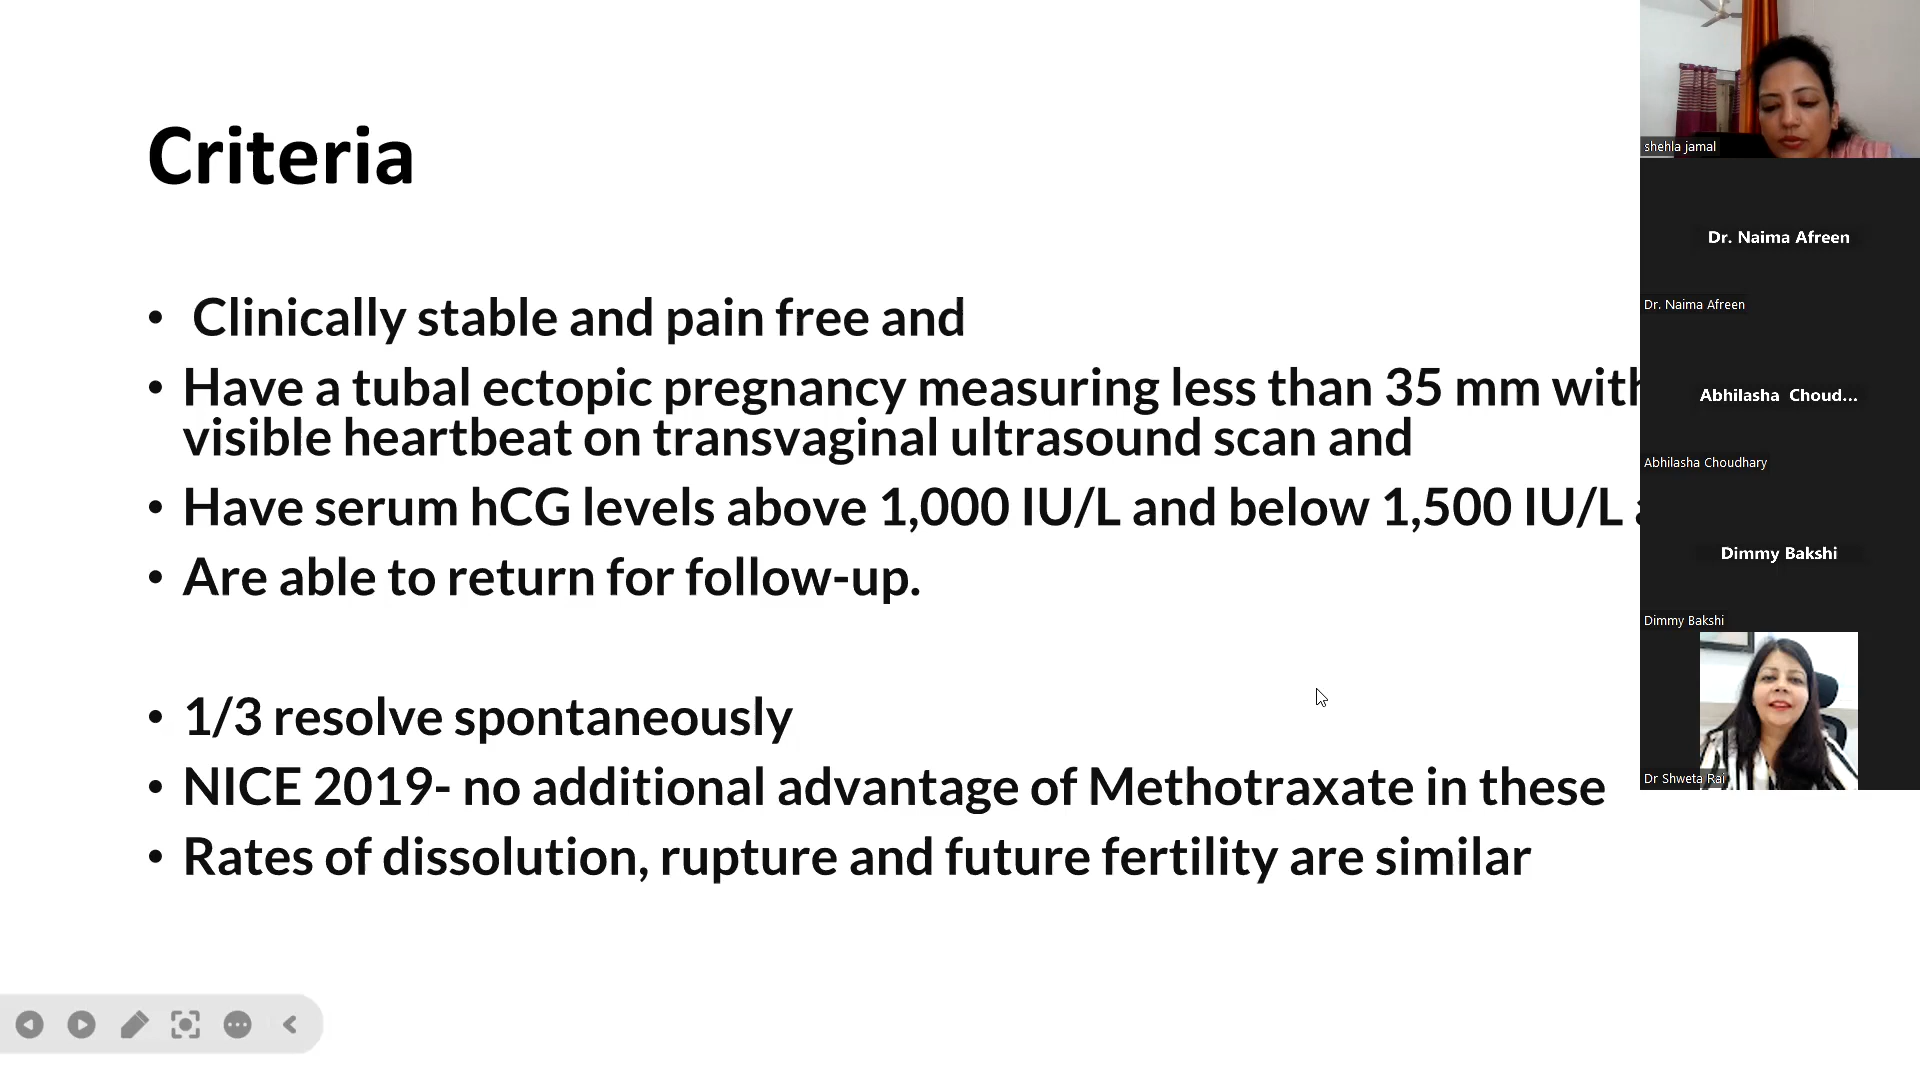 Criteria
• Clinically stable and pain free and
• Have a tubal ectopic pregnancy measuring less than 35 mm with
visible heartbeat on transvaginal ultrasound scan and
• Have serum hCG levels above 1,000 IU/L and below 1,500 IU/L
• Are able to return for follow-up.
• 1/3 resolve spontaneously
• NICE 2019- no additional advantage of Methotraxate in these
• Rates of dissolution, rupture and future fertility are similar
shehla jamal
Dr. Naima Afreen
Dr. Naima Afreen
Abhilasha Choud...
Abhilasha Choudhary
Dimmy Bakshi
Dimmy Bakshi
Dr Shweta Rai